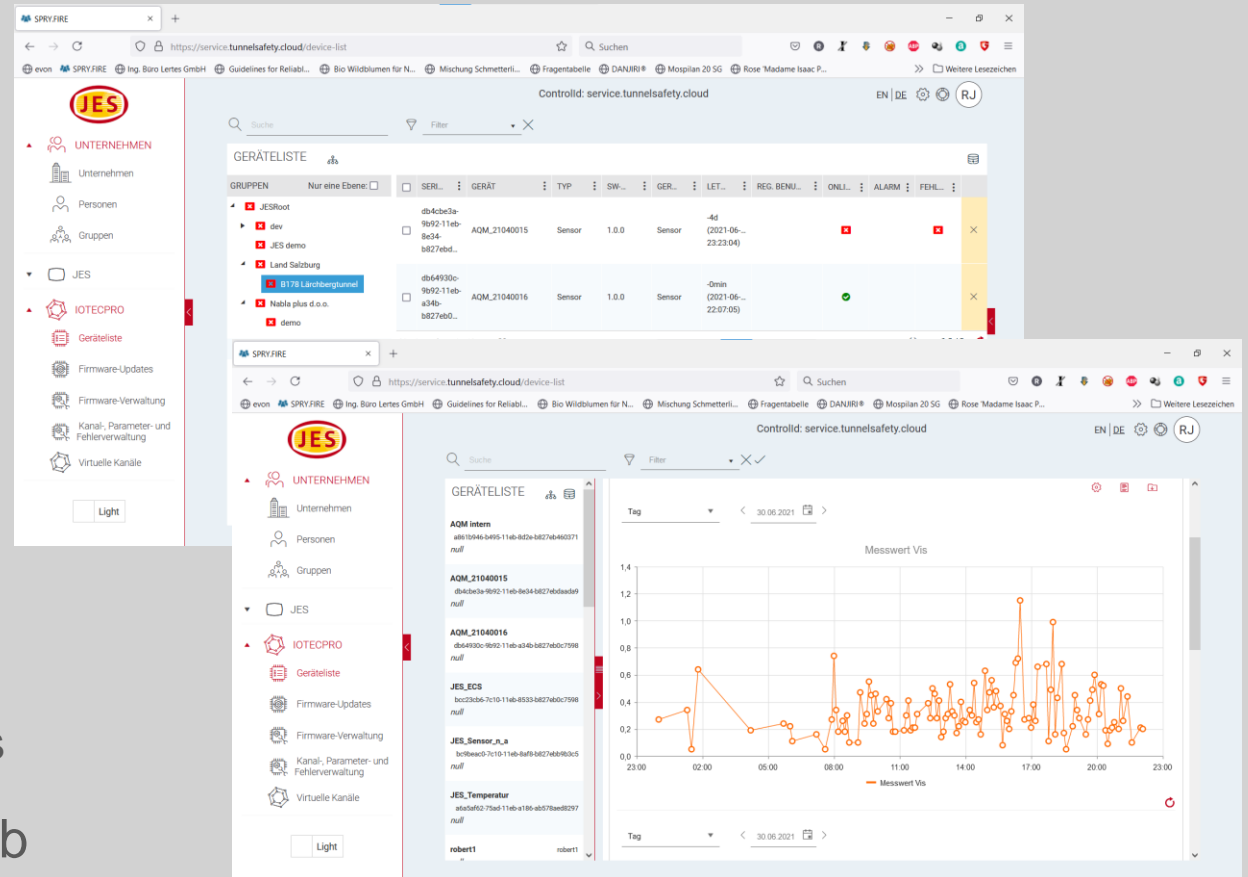 SPRY.FIRE
https://service.tunnelsafety.cloud/device-list
Suchen
evon SPRY.FIRE Ing. Büro Lertes GmbH Guidelines for Reliabl... Bio Wildblumen für N... Mischung Schmetterli... Fragentabelle DANJIRI® Mospilan 20 SG Rose 'Madame Isaac P... Weitere Lesezeichen
JES
ControlId: service.tunnelsafety.cloud
EN | DE
RJ
Suche
Filter
UNTERNEHMEN
Unternehmen
Personen
Gruppen
JES
IOTECPRO
Geräteliste
Firmware-Updates
Firmware-Verwaltung
Kanal-, Parameter- und
Fehlerverwaltung
Virtuelle Kanäle
Light
GERÄTELISTE
GRUPPEN Nur eine Ebene:
JESRoot
dev
JES demo
Land Salzburg
B178 Lärchbergtunnel
Nabla plus d.o.o.
demo
SERI... GERÄT TYP SW-... GER... LET... REG. BENU... ONLI... ALARM FEHL...
db4cbe3a-
9b92-11eb-
8e34-
b827ebd...
AQM_21040015 Sensor 1.0.0 Sensor
-4d
(2021-06-...
23:23:04)
db64930c-
9b92-11eb-
a34b-
b827eb0...
AQM_21040016 Sensor 1.0.0 Sensor
-0min
(2021-06-...
22:07:05)
SPRY.FIRE
https://service.tunnelsafety.cloud/device-list
Suchen
evon SPRY.FIRE Ing. Büro Lertes GmbH Guidelines for Reliabl... Bio Wildblumen für N... Mischung Schmetterli... Fragentabelle DANJIRI® Mospilan 20 SG Rose 'Madame Isaac P... Weitere Lesezeichen
JES
ControlId: service.tunnelsafety.cloud
EN | DE
RJ
Suche
Filter
UNTERNEHMEN
Unternehmen
Personen
Gruppen
JES
IOTECPRO
Geräteliste
Firmware-Updates
Firmware-Verwaltung
Kanal-, Parameter- und
Fehlerverwaltung
Virtuelle Kanäle
Light
GERÄTELISTE
AQM intern
a861b946-b495-11eb-8d2e-b827eb460371
null
AQM_21040015
db4cbe3a-9b92-11eb-8e34-b827ebdaada9
null
AQM_21040016
db64930c-9b92-11eb-a34b-b827eb0c7598
null
JES_ECS
bcc23cb6-7c10-11eb-8533-b827eb0c7598
null
JES_Sensor_n_a
bc9beac0-7c10-11eb-8af8-b827ebb9b3c5
null
JES_Temperatur
a6a5af62-75ad-11eb-a186-ab578aed8297
null
robert1
robert1
Tag
30.06.2021
Messwert Vis
1,4
1,2
1,0
0,8
0,6
0,4
0,2
0,0
23:00 02:00 05:00 08:00 11:00 14:00 17:00 20:00 23:00
Messwert Vis
Tag
30.06.2021
s
b